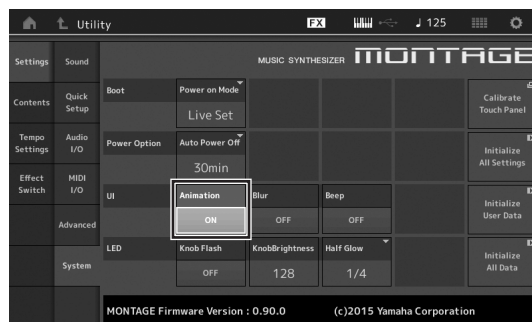 Utility FX 125
Settings Sound MUSIC SYNTHESIZER MONTAGE
Contents Quick Setup Boot Power on Mode Live Set Calibrate Touch Panel
Tempo Settings Audio I/O Power Option Auto Power Off 30min Initialize All Settings
Effect Switch MIDI I/O UI Animation ON Blur OFF Beep OFF Initialize User Data
Advanced
System LED Knob Flash OFF KnobBrightness 128 Half Glow 1/4 Initialize All Data
MONTAGE Firmware Version : 0.90.0 (c)2015 Yamaha Corporation